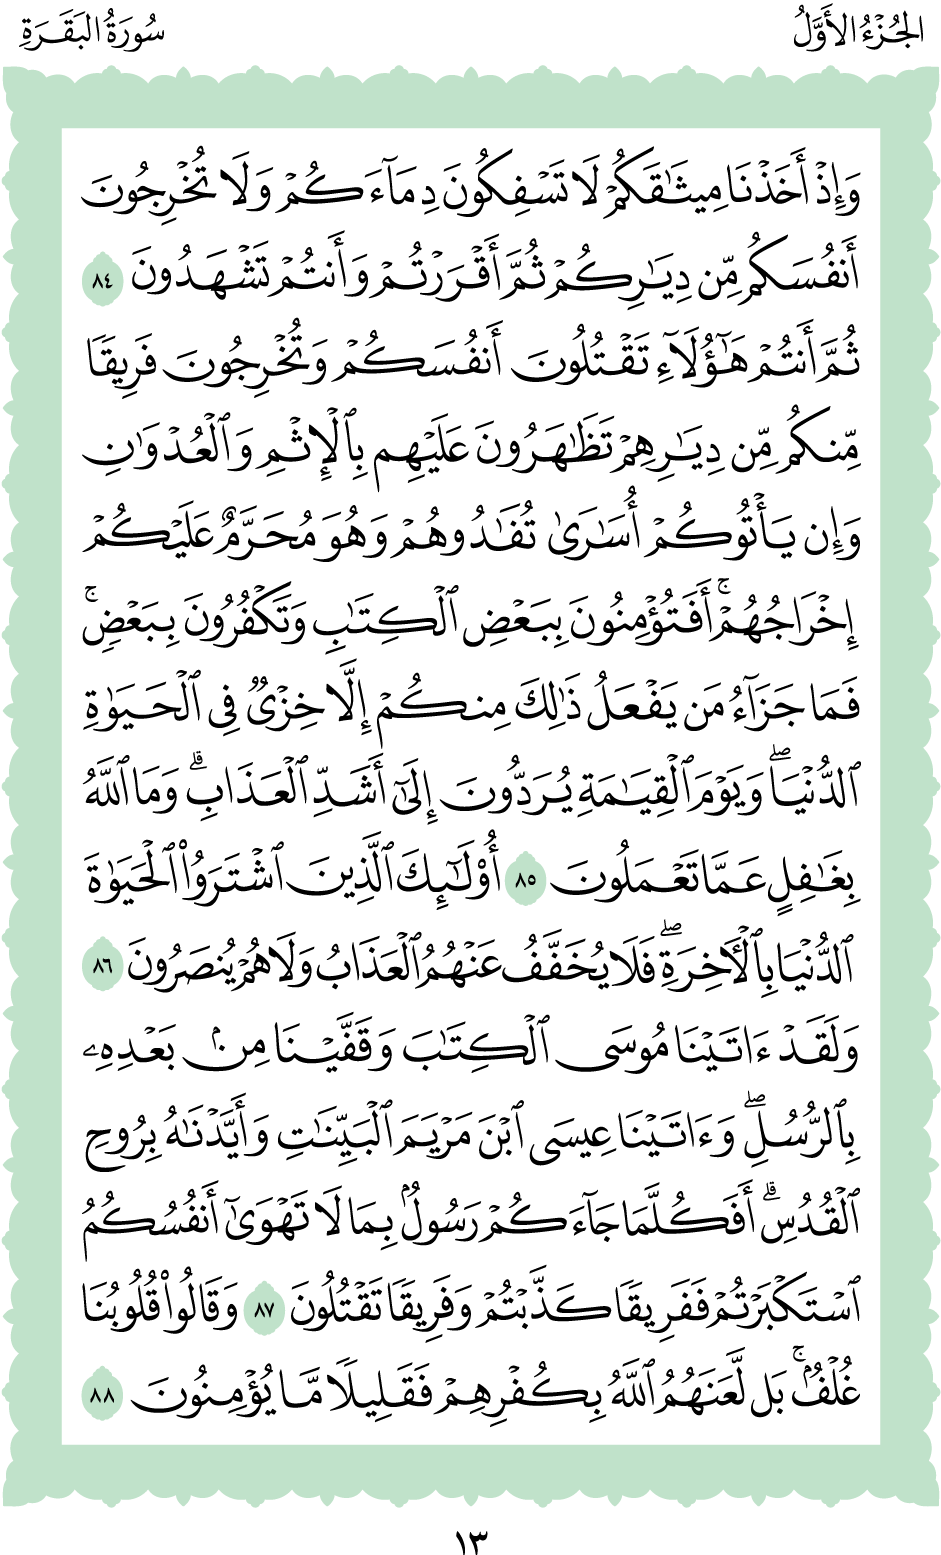 الجُزْءُ الأَوَّلُ
سُورَةُ البَقَرَةِ
وَإِذْ أَخَذْنَا مِيثَٰقَكُمْ لَا تَسْفِكُونَ دِمَآءَكُمْ وَلَا تُخْرِجُونَ
أَنفُسَكُم مِّن دِيَٰرِكُمْ ثُمَّ أَقْرَرْتُمْ وَأَنتُمْ تَشْهَدُونَ ٨٤
ثُمَّ أَنتُمْ هَٰٓؤُلَآءِ تَقْتُلُونَ أَنفُسَكُمْ وَتُخْرِجُونَ فَرِيقًا
مِّنكُم مِّن دِيَٰرِهِمْ تَظَٰهَرُونَ عَلَيْهِم بِٱلْإِثْمِ وَٱلْعُدْوَٰنِ
وَإِن يَأْتُوكُمْ أُسَٰرَىٰ تُفَٰدُوهُمْ وَهُوَ مُحَرَّمٌ عَلَيْكُمْ
إِخْرَاجُهُمْۚ أَفَتُؤْمِنُونَ بِبَعْضِ ٱلْكِتَٰبِ وَتَكْفُرُونَ بِبَعْضٍۚ
فَمَا جَزَآءُ مَن يَفْعَلُ ذَٰلِكَ مِنكُمْ إِلَّا خِزْىٌ فِى ٱلْحَيَوٰةِ
ٱلدُّنْيَاۖ وَيَوْمَ ٱلْقِيَٰمَةِ يُرَدُّونَ إِلَىٰٓ أَشَدِّ ٱلْعَذَابِۗ وَمَا ٱللَّهُ
بِغَٰفِلٍ عَمَّا تَعْمَلُونَ ٨٥ أُو۟لَٰٓئِكَ ٱلَّذِينَ ٱشْتَرَوُا۟ ٱلْحَيَوٰةَ
ٱلدُّنْيَا بِٱلْـَٔاخِرَةِۖ فَلَا يُخَفَّفُ عَنْهُمُ ٱلْعَذَابُ وَلَا هُمْ يُنصَرُونَ ٨٦
وَلَقَدْ ءَاتَيْنَا مُوسَى ٱلْكِتَٰبَ وَقَفَّيْنَا مِنۢ بَعْدِهِۦ
بِٱلرُّسُلِۖ وَءَاتَيْنَا عِيسَى ٱبْنَ مَرْيَمَ ٱلْبَيِّنَٰتِ وَأَيَّدْنَٰهُ بِرُوحِ
ٱلْقُدُسِۗ أَفَكُلَّمَا جَآءَكُمْ رَسُولٌۢ بِمَا لَا تَهْوَىٰٓ أَنفُسُكُمُ
ٱسْتَكْبَرْتُمْ فَفَرِيقًا كَذَّبْتُمْ وَفَرِيقًا تَقْتُلُونَ ٨٧ وَقَالُوا۟ قُلُوبُنَا
غُلْفٌۢۚ بَل لَّعَنَهُمُ ٱللَّهُ بِكُفْرِهِمْ فَقَلِيلًا مَّا يُؤْمِنُونَ ٨٨
١٣